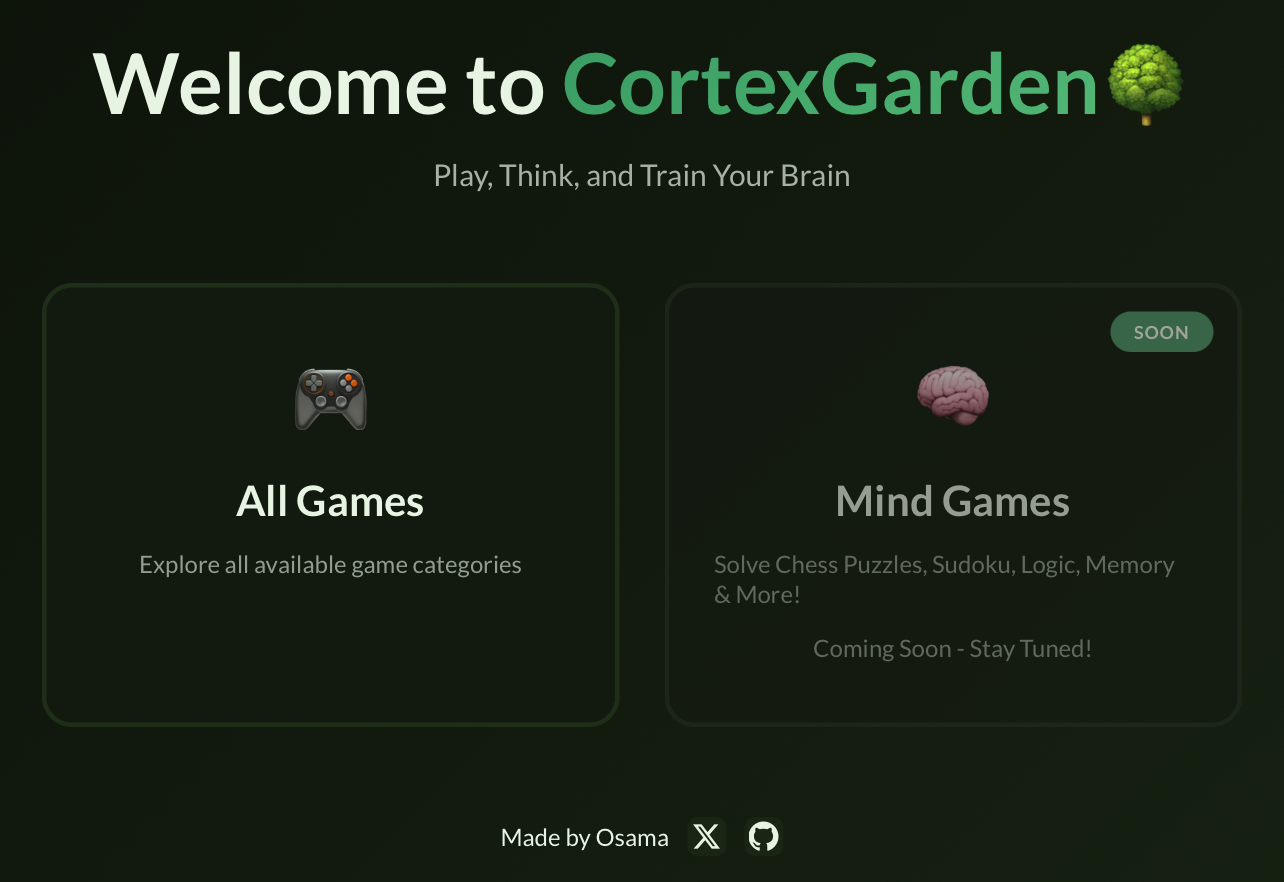 Welcome to CortexGarden
Play, Think, and Train Your Brain
All Games
Explore all available game categories
SOON
Mind Games
Solve Chess Puzzles, Sudoku, Logic, Memory
& More!
Coming Soon - Stay Tuned!
Made by Osama